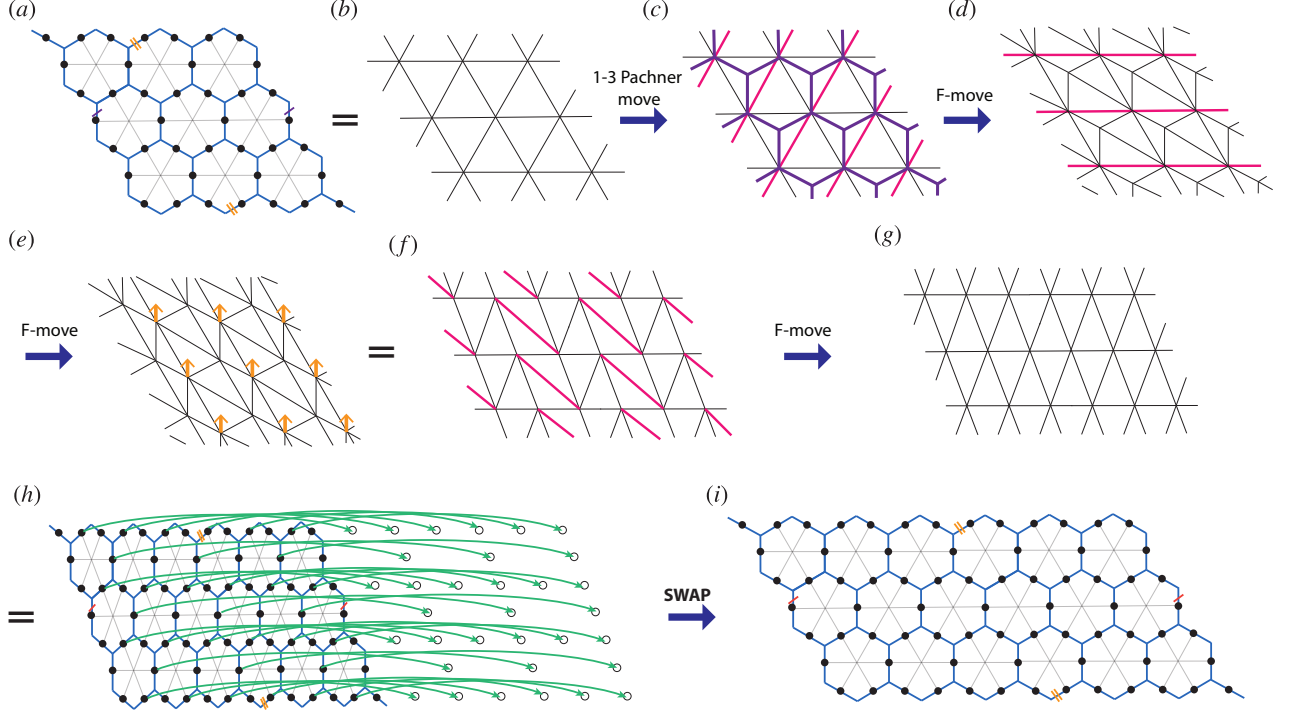 (a)
(b)
(c)
(d)
=
1-3 Pachner
move
F-move
(e)
(f)
(g)
F-move
=
F-move
(h)
(i)
=
SWAP